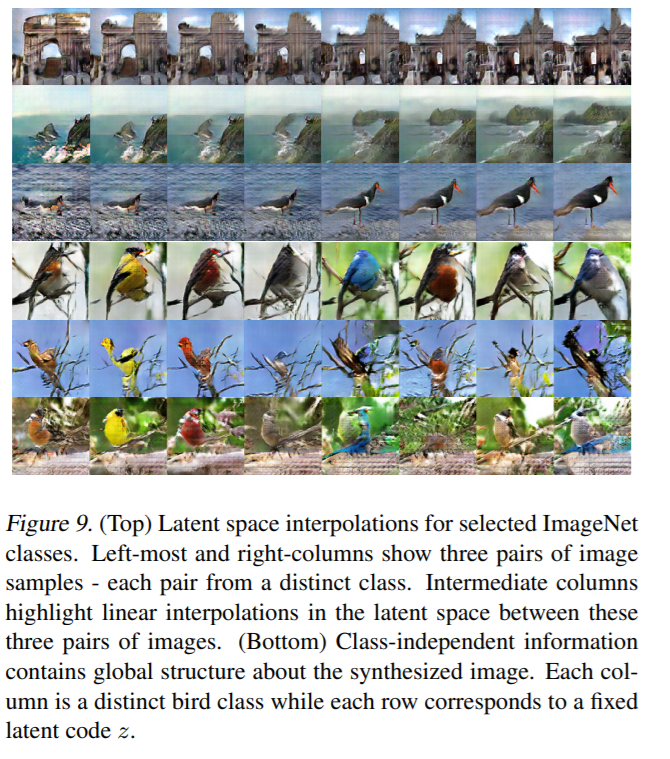 Figure 9. (Top) Latent space interpolations for selected ImageNet
classes. Left-most and right-columns show three pairs of image
samples - each pair from a distinct class. Intermediate columns
highlight linear interpolations in the latent space between these
three pairs of images. (Bottom) Class-independent information
contains global structure about the synthesized image. Each col-
umn is a distinct bird class while each row corresponds to a fixed
latent code z.